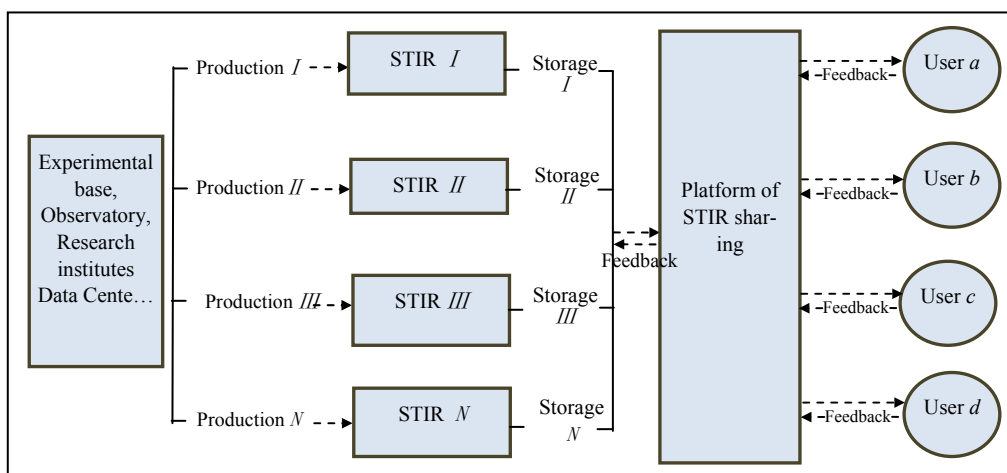 Experimental
base,
Observatory,
Research
institutes
Data Cente…
Production I
STIR I
Storage
I
Production II
STIR II
Storage
II
Production III
STIR III
Storage
III
Production N
STIR N
Storage
N
Feedback
Platform of
STIR shar-
ing
Feedback
User a
Feedback
User b
Feedback
User c
Feedback
User d